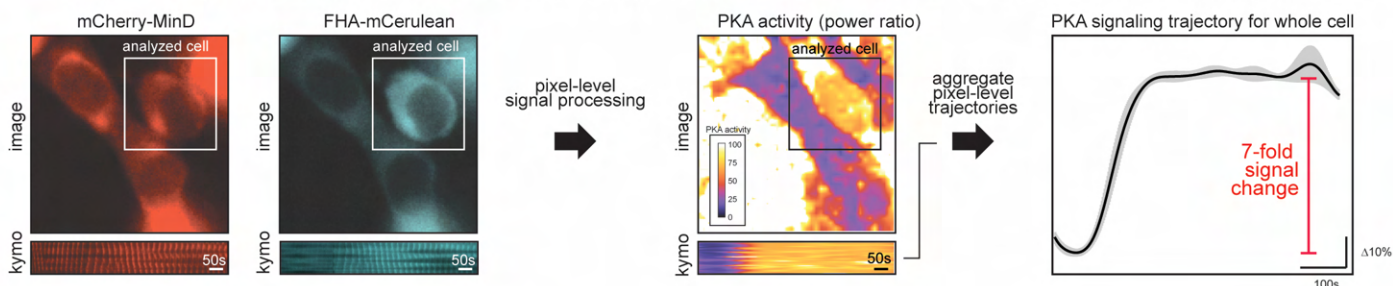 mCherry-MinD
analyzed cell
image
kymo
50s
FHA-mCerulean
analyzed cell
image
kymo
50s
pixel-level
signal processing
PKA activity (power ratio)
analyzed cell
PKA activity
100
75
50
25
0
image
kymo
50s
aggregate
pixel-level
trajectories
PKA signaling trajectory for whole cell
7-fold
signal
change
Δ10%
100s